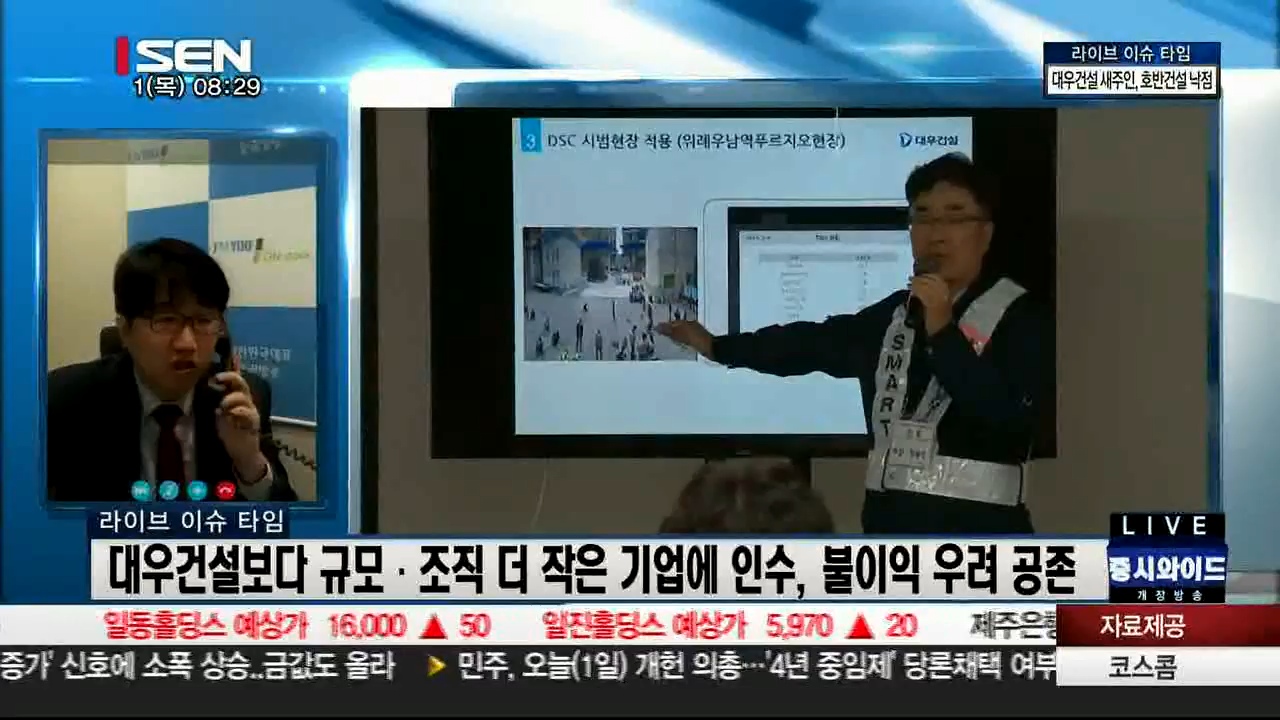 SEN
1(목) 08:29
라이브 이슈 타임
대우건설 새주인, 호반건설 낙점
3 DSC 시범현장 적용 (위례우남역푸르지오현장)
대우건설
SMART
라이브 이슈 타임
대우건설보다 규모·조직 더 작은 기업에 인수, 불이익 우려 공존
LIVE
증시와이드
개장방송
일동홀딩스 예상가 16,000 ▲ 50 일진홀딩스 예상가 5,970 ▲ 20 제주은행
자료제공
증가' 신호에 소폭 상승..금값도 올라 ▶ 민주, 오늘(1일) 개헌 의총…'4년 중임제' 당론채택 여부
코스콤